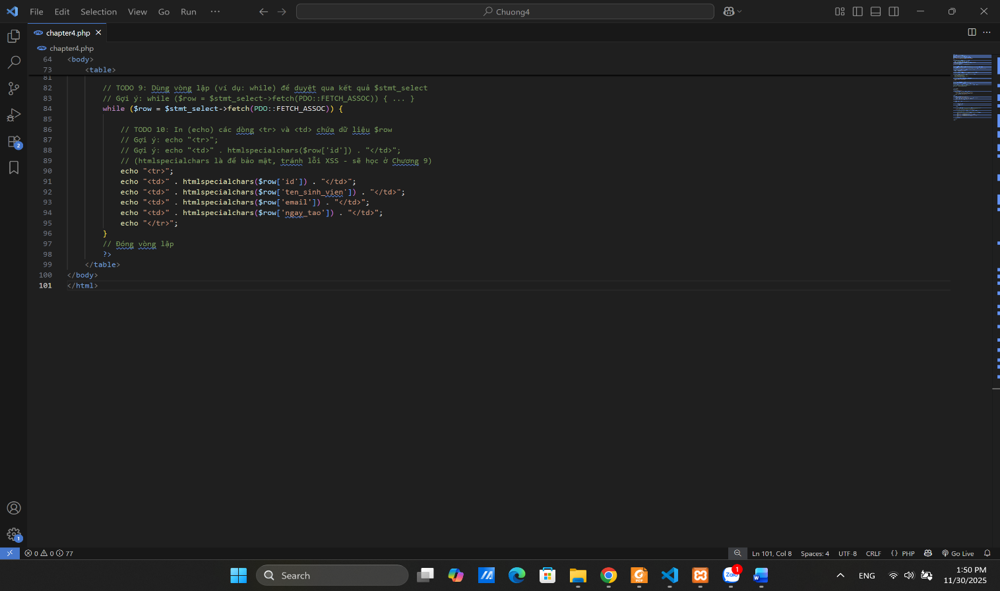 File Edit Selection View Go Run ··· Chuong4
chapter4.php
chapter4.php
64 <body>
73 <table>
81
82 // TODO 9: Dùng vòng lặp (ví dụ: while) để duyệt qua kết quả $stmt_select
83 // Gợi ý: while ($row = $stmt_select->fetch(PDO::FETCH_ASSOC)) { ... }
84 while ($row = $stmt_select->fetch(PDO::FETCH_ASSOC)) {
85
86 // TODO 10: In (echo) các dòng <tr> và <td> chứa dữ liệu $row
87 // Gợi ý: echo "<tr>";
88 // Gợi ý: echo "<td>" . htmlspecialchars($row['id']) . "</td>";
89 // (htmlspecialchars là để bảo mật, tránh lỗi XSS - sẽ học ở Chương 9)
90 echo "<tr>";
91 echo "<td>" . htmlspecialchars($row['id']) . "</td>";
92 echo "<td>" . htmlspecialchars($row['ten_sinh_vien']) . "</td>";
93 echo "<td>" . htmlspecialchars($row['email']) . "</td>";
94 echo "<td>" . htmlspecialchars($row['ngay_tao']) . "</td>";
95 echo "</tr>";
96 }
97 // Đóng vòng lặp
98 ?>
99 </table>
100 </body>
101 </html>
2
1
0 0 77 Ln 101, Col 8 Spaces: 4 UTF-8 CRLF {} PHP Go Live
Search Zalo 1 ENG 1:50 PM
11/30/2025